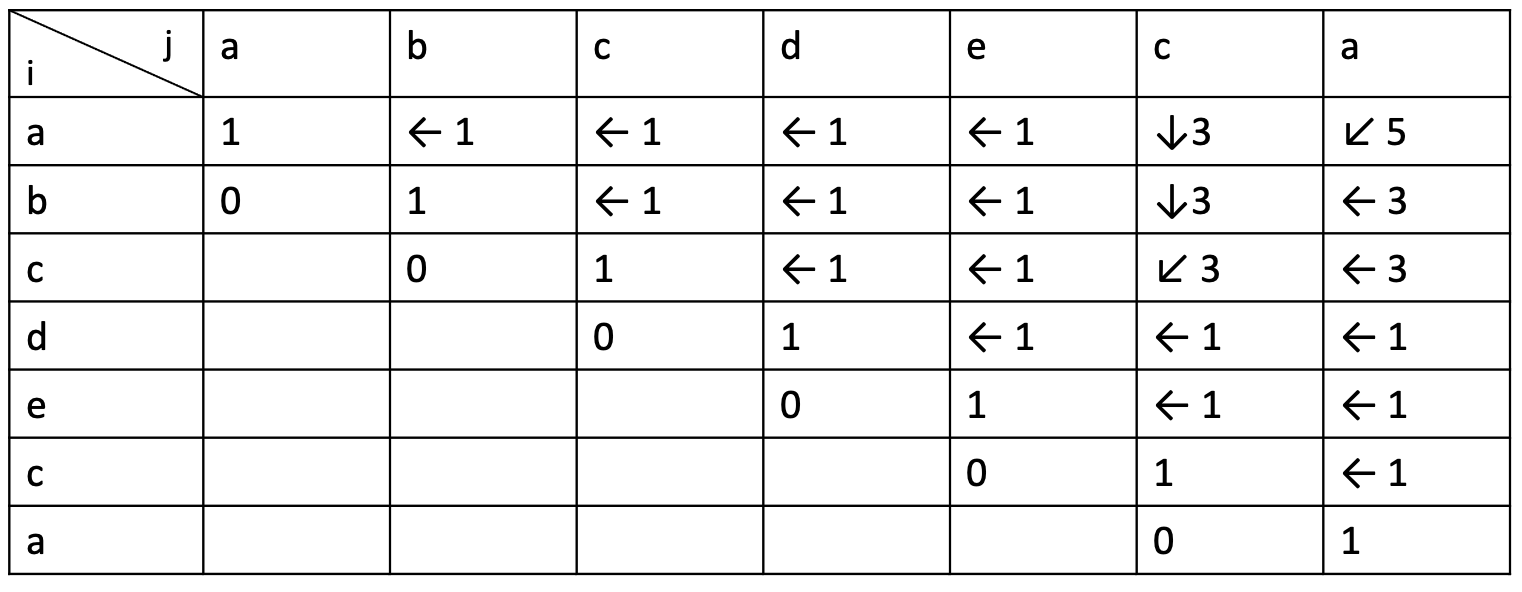 j i a b c d e c a
a 1 ← 1 ← 1 ← 1 ← 1 ↓3 ↙ 5
b 0 1 ← 1 ← 1 ← 1 ↓3 ← 3
c 0 1 ← 1 ← 1 ↙ 3 ← 3
d 0 1 ← 1 ← 1 ← 1
e 0 1 ← 1 ← 1
c 0 1 ← 1
a 0 1